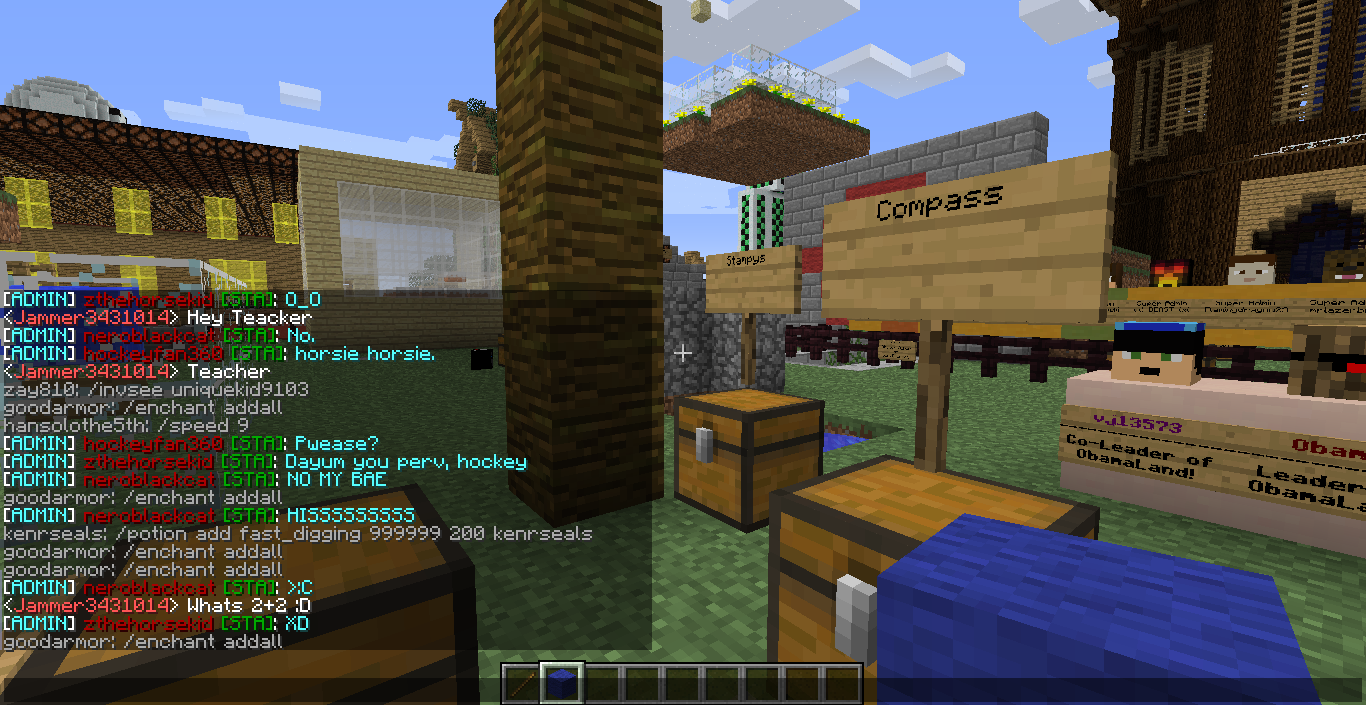 Compass
Stampys
[ADMIN] zthehorsekid [STA]: O_O
<Jammer3431014> Hey Teacker
[ADMIN] neroblackcat [STA]: No.
[ADMIN] hockeyfan360 [STA]: horsie horsie.
<Jammer3431014> Teacher
zay810: /invsee uniquekid9103
goodarmor: /enchant addall
hansolothe5th: /speed 9
[ADMIN] hockeyfan360 [STA]: Pwease?
[ADMIN] zthehorsekid [STA]: Dayum you perv, hockey
[ADMIN] neroblackcat [STA]: NO MY BAE
goodarmor: /enchant addall
[ADMIN] neroblackcat [STA]: HISSSSSSSSS
kenrseals: /potion add fast_digging 999999 200 kenrseals
goodarmor: /enchant addall
goodarmor: /enchant addall
[ADMIN] neroblackcat [STA]: >:C
<Jammer3431014> Whats 2+2 :D
[ADMIN] zthehorsekid [STA]: XD
goodarmor: /enchant addall
Super Admin
Super Admin
Super Ad
vj13573
Co-Leader of
ObamaLand!
Obam
Leader
ObamaLa